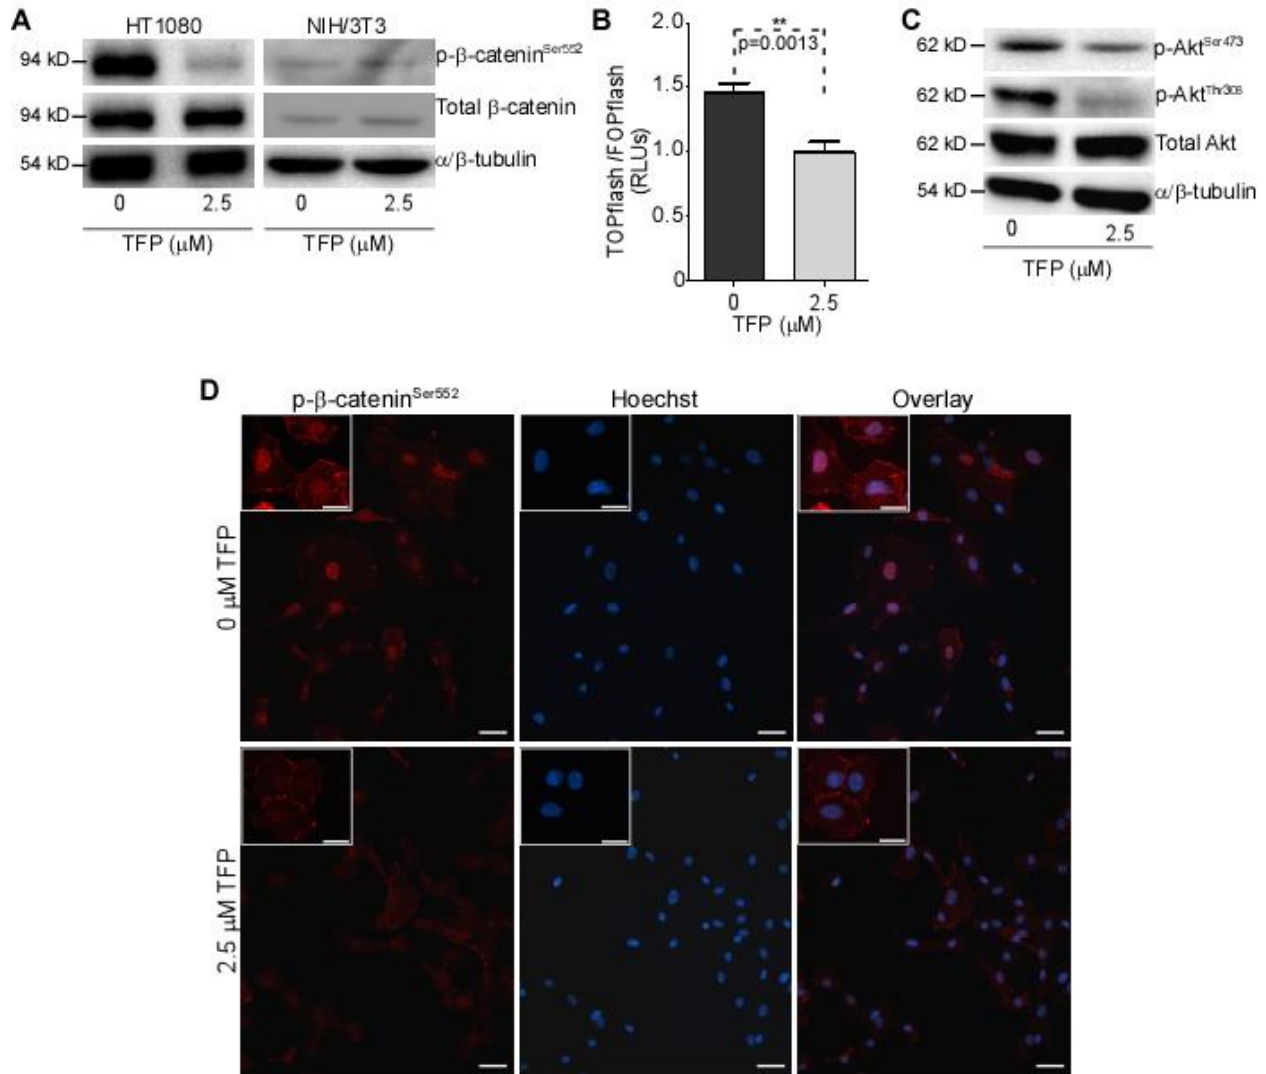 A
HT1080 NIH/3T3
94 kD p-β-catenin^Ser552
94 kD Total β-catenin
54 kD α/β-tubulin
0 2.5 0 2.5
TFP (μM) TFP (μM)
B
2.0
1.5
1.0
0.5
0
TOPflash /FOPflash
(RLUs)
**
p=0.0013
0 2.5
TFP (μM)
C
62 kD p-Akt^Ser473
62 kD p-Akt^Thr308
62 kD Total Akt
54 kD α/β-tubulin
0 2.5
TFP (μM)
D
p-β-catenin^Ser552 Hoechst Overlay
0 μM TFP
2.5 μM TFP